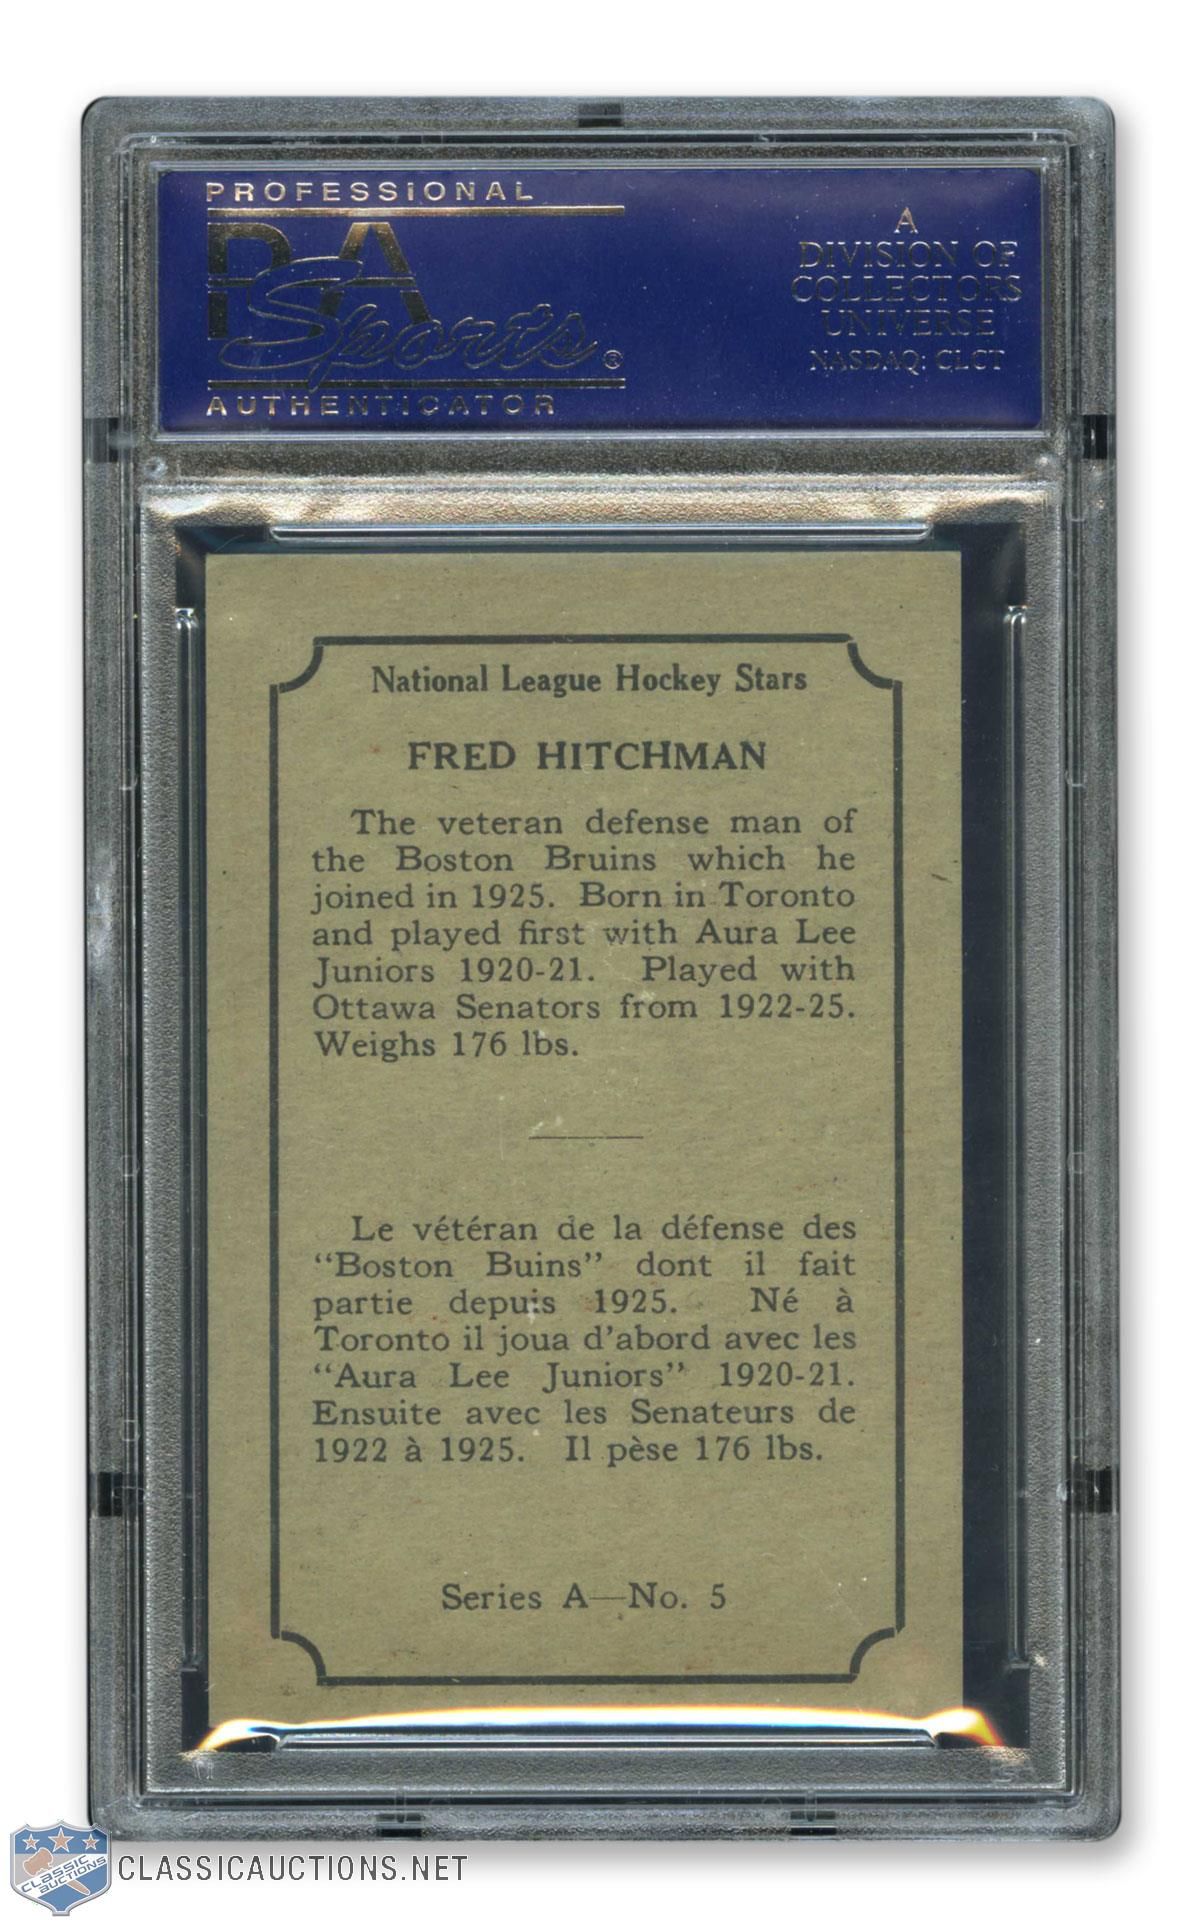 PROFESSIONAL
PSA
Sports®
AUTHENTICATOR
A
DIVISION OF
COLLECTORS
UNIVERSE
NASDAQ: CLCT
National League Hockey Stars
FRED HITCHMAN
The veteran defense man of
the Boston Bruins which he
joined in 1925. Born in Toronto
and played first with Aura Lee
Juniors 1920-21. Played with
Ottawa Senators from 1922-25.
Weighs 176 lbs.
Le vétéran de la défense des
“Boston Buins” dont il fait
partie depuis 1925. Né à
Toronto il joua d'abord avec les
“Aura Lee Juniors” 1920-21.
Ensuite avec les Senateurs de
1922 à 1925. Il pèse 176 lbs.
Series A—No. 5
CLASSIC
AUCTIONS
CLASSICAUCTIONS.NET